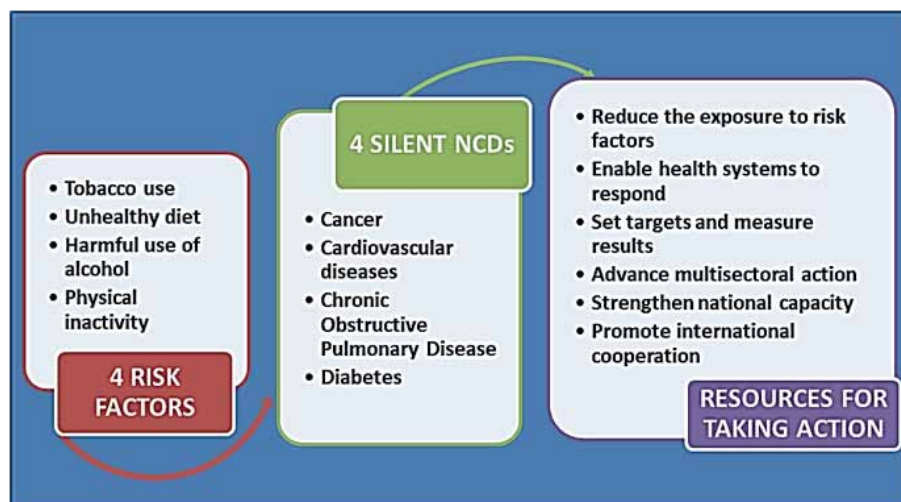 • Tobacco use
• Unhealthy diet
• Harmful use of
alcohol
• Physical
inactivity
4 RISK
FACTORS
4 SILENT NCDs
• Cancer
• Cardiovascular
diseases
• Chronic
Obstructive
Pulmonary Disease
• Diabetes
• Reduce the exposure to risk
factors
• Enable health systems to
respond
• Set targets and measure
results
• Advance multisectoral action
• Strengthen national capacity
• Promote international
cooperation
RESOURCES FOR
TAKING ACTION